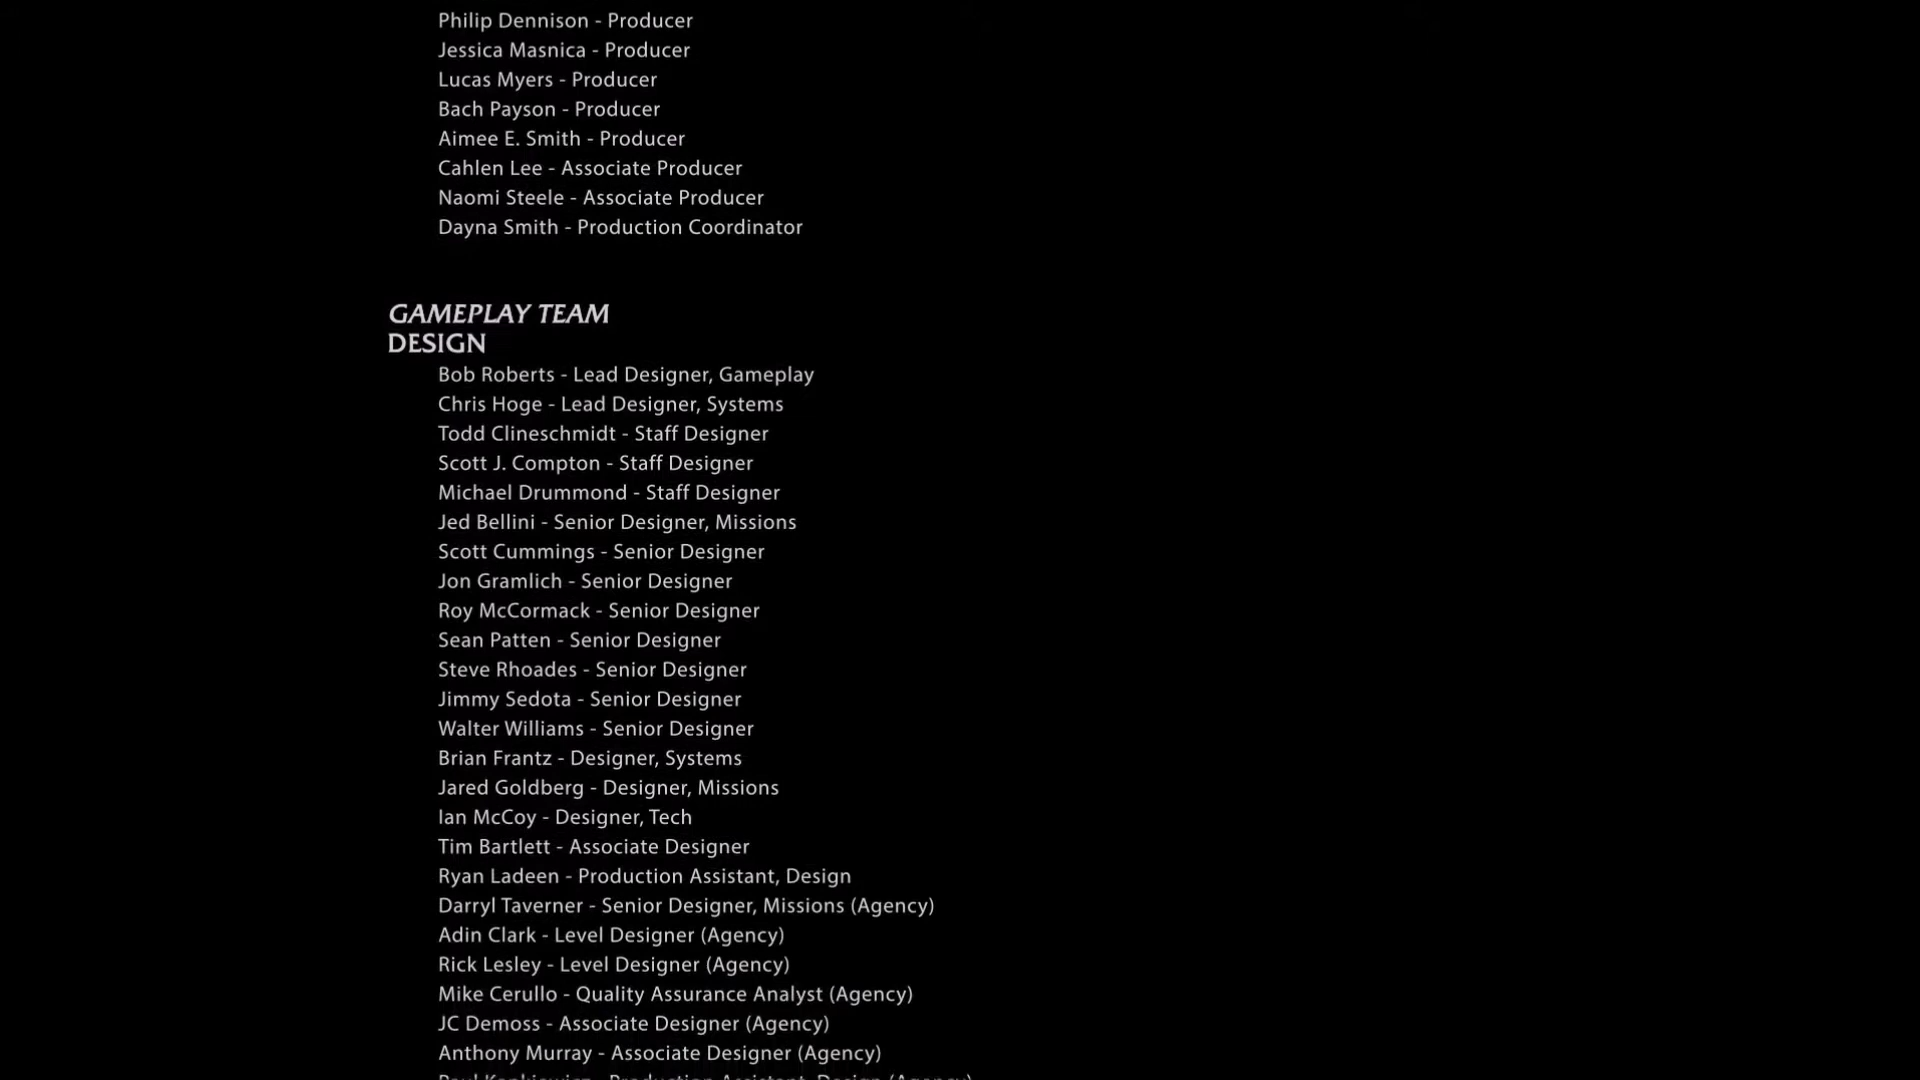 Philip Dennison - Producer
Jessica Masnica - Producer
Lucas Myers - Producer
Bach Payson - Producer
Aimee E. Smith - Producer
Cahlen Lee - Associate Producer
Naomi Steele - Associate Producer
Dayna Smith - Production Coordinator
GAMEPLAY TEAM
DESIGN
Bob Roberts - Lead Designer, Gameplay
Chris Hoge - Lead Designer, Systems
Todd Clineschmidt - Staff Designer
Scott J. Compton - Staff Designer
Michael Drummond - Staff Designer
Jed Bellini - Senior Designer, Missions
Scott Cummings - Senior Designer
Jon Gramlich - Senior Designer
Roy McCormack - Senior Designer
Sean Patten - Senior Designer
Steve Rhoades - Senior Designer
Jimmy Sedota - Senior Designer
Walter Williams - Senior Designer
Brian Frantz - Designer, Systems
Jared Goldberg - Designer, Missions
Ian McCoy - Designer, Tech
Tim Bartlett - Associate Designer
Ryan Ladeen - Production Assistant, Design
Darryl Taverner - Senior Designer, Missions (Agency)
Adin Clark - Level Designer (Agency)
Rick Lesley - Level Designer (Agency)
Mike Cerullo - Quality Assurance Analyst (Agency)
JC Demoss - Associate Designer (Agency)
Anthony Murray - Associate Designer (Agency)
Production Assistant, Design (Agency)